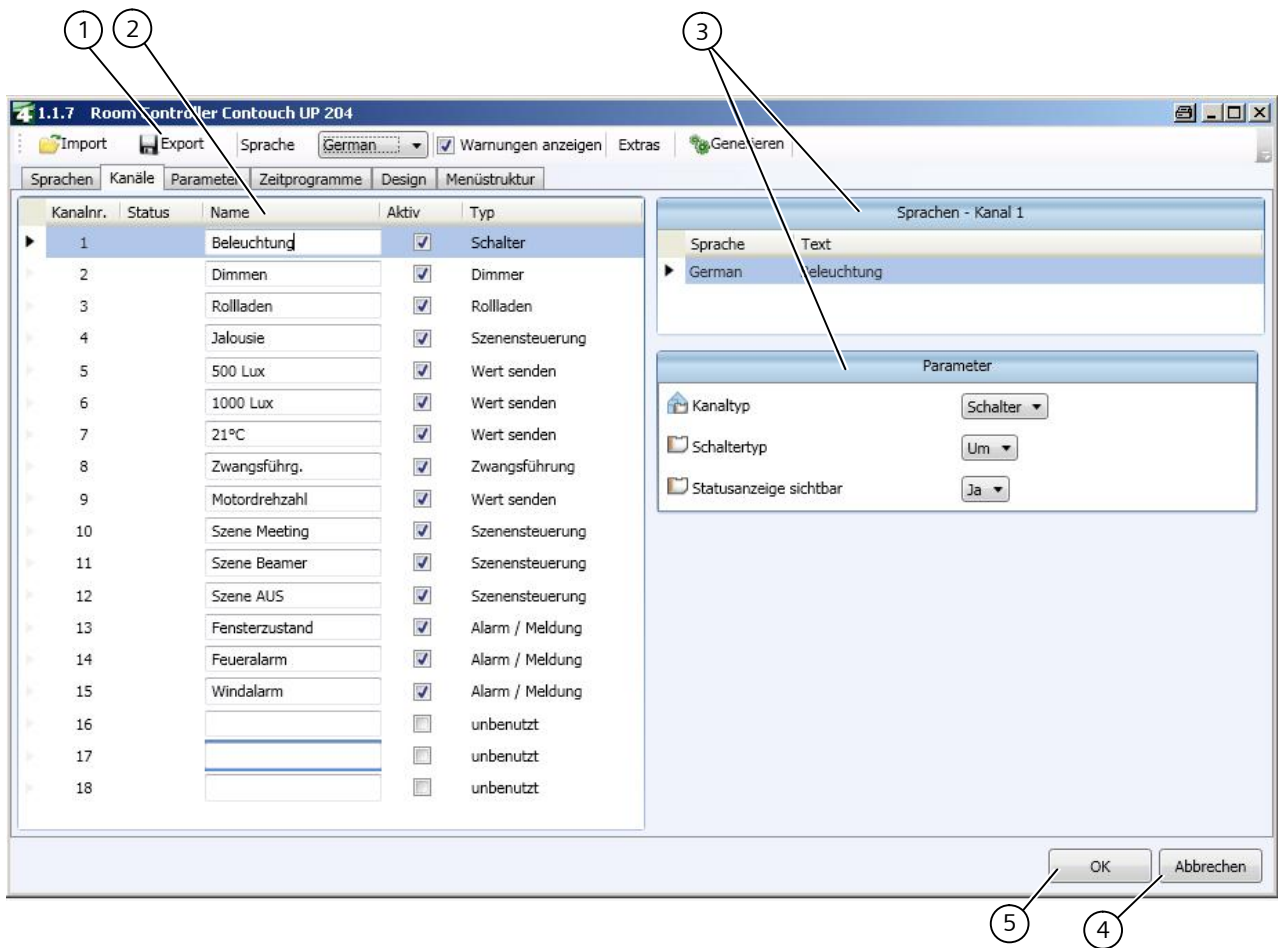 1 2 3
1.1.7 Room Controller Contouch UP 204
Import Export Sprache German Warnungen anzeigen Extras Generieren
Sprachen Kanäle Parameter Zeitprogramme Design Menüstruktur
Kanalnr. Status Name Aktiv Typ
1 Beleuchtung Schalter
2 Dimmen Dimmer
3 Rollladen Rollladen
4 Jalousie Szenensteuerung
5 500 Lux Wert senden
6 1000 Lux Wert senden
7 21°C Wert senden
8 Zwangsführg. Zwangsführung
9 Motordrehzahl Wert senden
10 Szene Meeting Szenensteuerung
11 Szene Beamer Szenensteuerung
12 Szene AUS Szenensteuerung
13 Fensterzustand Alarm / Meldung
14 Feueralarm Alarm / Meldung
15 Windalarm Alarm / Meldung
16 unbenutzt
17 unbenutzt
18 unbenutzt
Sprachen - Kanal 1
Sprache Text
German Beleuchtung
Parameter
Kanaltyp Schalter
Schaltertyp Um
Statusanzeige sichtbar Ja
OK Abbrechen
5 4